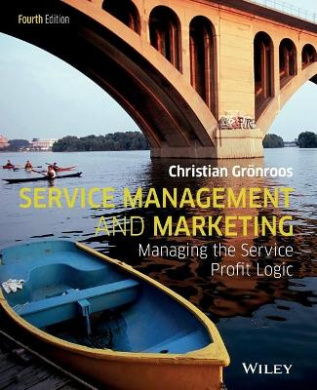 Fourth Edition
Christian Grönroos
SERVICE MANAGEMENT
AND MARKETING
Managing the Service
Profit Logic
WILEY